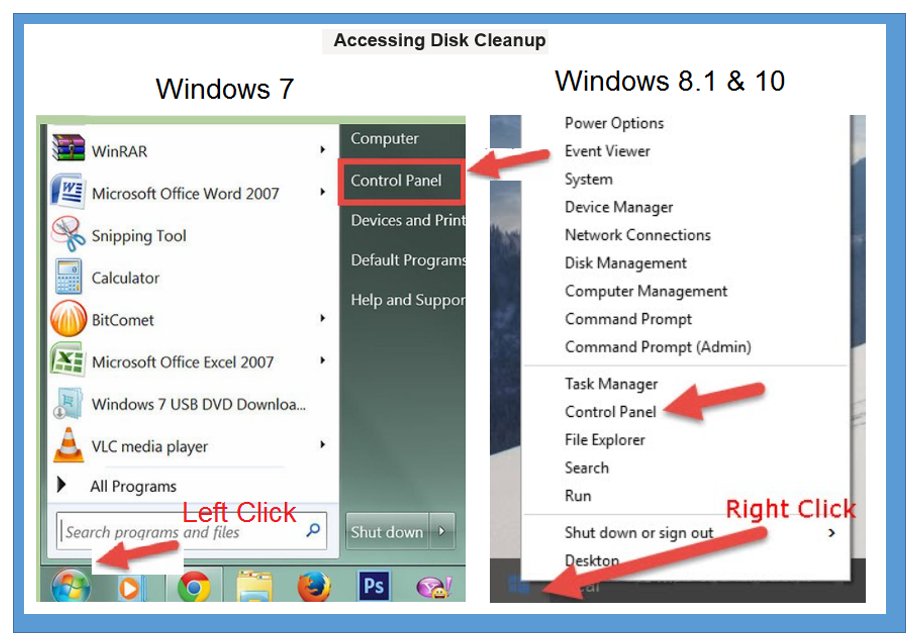 Accessing Disk Cleanup
Windows 7
Windows 8.1 & 10
WinRAR
Microsoft Office Word 2007
Snipping Tool
Calculator
BitComet
Microsoft Office Excel 2007
Windows 7 USB DVD Downloa...
VLC media player
All Programs
Left Click
Search programs and files
Computer
Control Panel
Devices and Print
Default Programs
Help and Suppor
Shut down
Ps
Power Options
Event Viewer
System
Device Manager
Network Connections
Disk Management
Computer Management
Command Prompt
Command Prompt (Admin)
Task Manager
Control Panel
File Explorer
Search
Run
Right Click
Shut down or sign out
Desktop